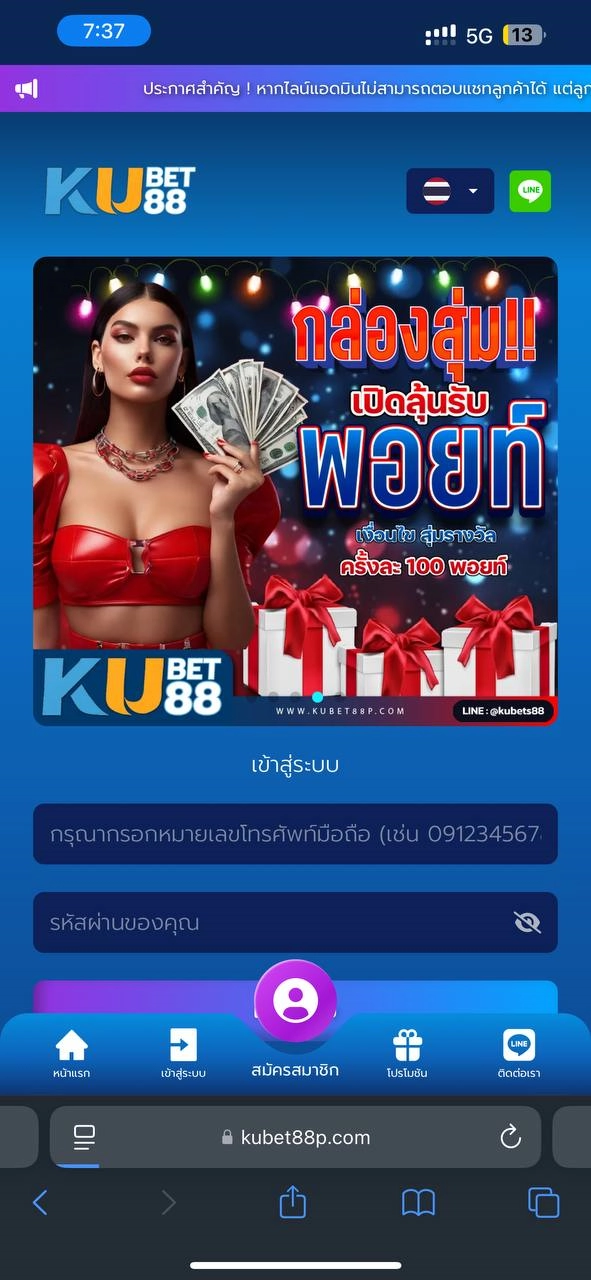 7:37
5G
13
ประกาศสำคัญ ! หากไลน์แอดมินไม่สามารถตอบแชทลูกค้าได้
KU BET 88
LINE
กล่องสุ่ม!!
เปิดลุ้นรับ
พอยท์
เงื่อนไข สุ่มรางวัล
ครั้งละ 100 พอยท์
KU BET 88
WWW.KUBET88P.COM
LINE : @kubets88
เข้าสู่ระบบ
กรุณากรอกหมายเลขโทรศัพท์มือถือ (เช่น 091234567
รหัสผ่านของคุณ
หน้าแรก
เข้าสู่ระบบ
สมัครสมาชิก
โปรโมชัน
LINE
ติดต่อเรา
kubet88p.com